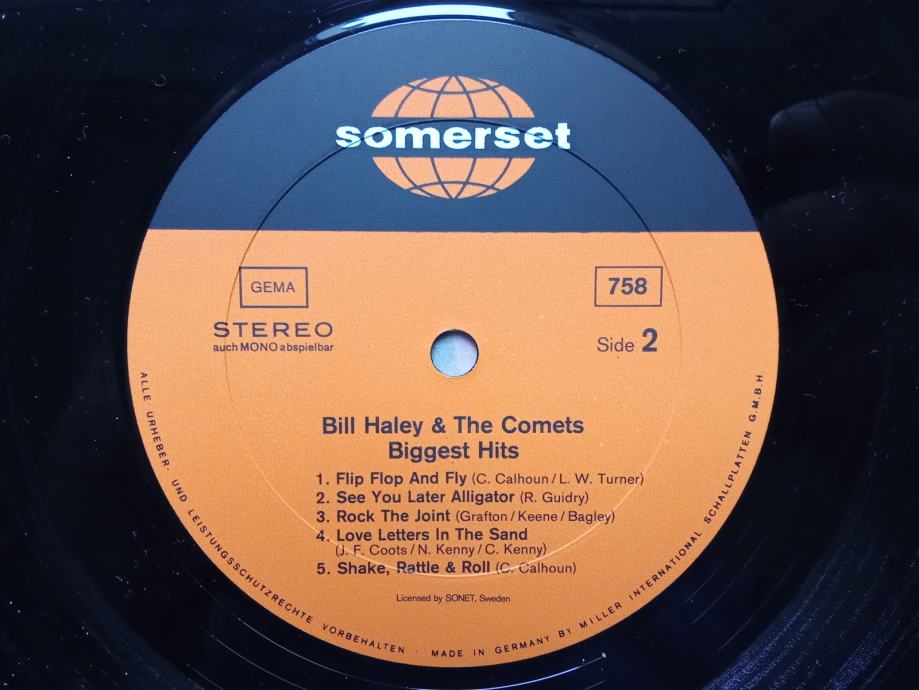 somerset
GEMA
758
STEREO
auch MONO abspielbar
Side 2
Bill Haley & The Comets
Biggest Hits
1. Flip Flop And Fly (C. Calhoun / L. W. Turner)
2. See You Later Alligator (R. Guidry)
3. Rock The Joint (Grafton / Keene / Bagley)
4. Love Letters In The Sand
(J. F. Coots / N. Kenny / C. Kenny)
5. Shake, Rattle & Roll (C. Calhoun)
Licensed by SONET, Sweden
ALLE URHEBER- UND LEISTUNGSSCHUTZRECHTE VORBEHALTEN · MADE IN GERMANY BY MILLER INTERNATIONAL SCHALLPLATTEN G.M.B.H